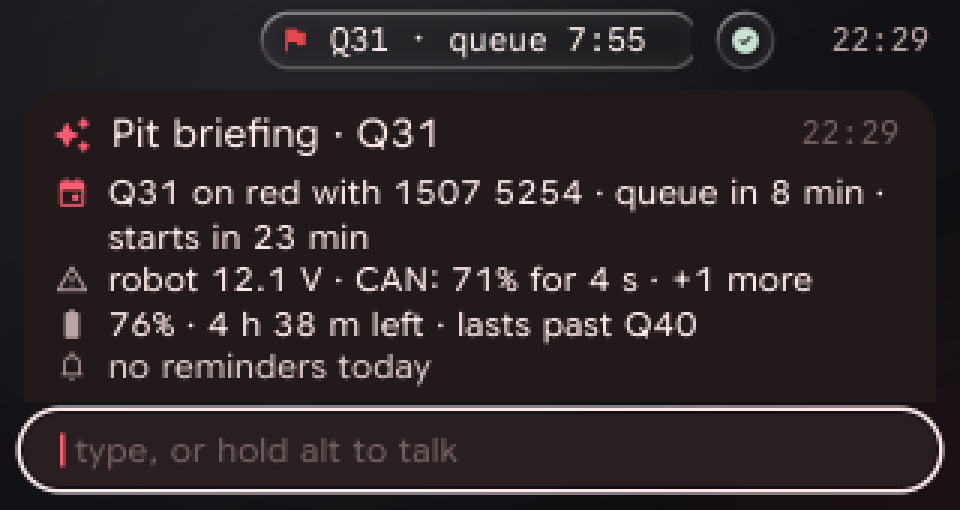 Q31 · queue 7:55
22:29
Pit briefing · Q31
22:29
Q31 on red with 1507 5254 · queue in 8 min ·
starts in 23 min
robot 12.1 V · CAN: 71% for 4 s · +1 more
76% · 4 h 38 m left · lasts past Q40
no reminders today
type, or hold alt to talk